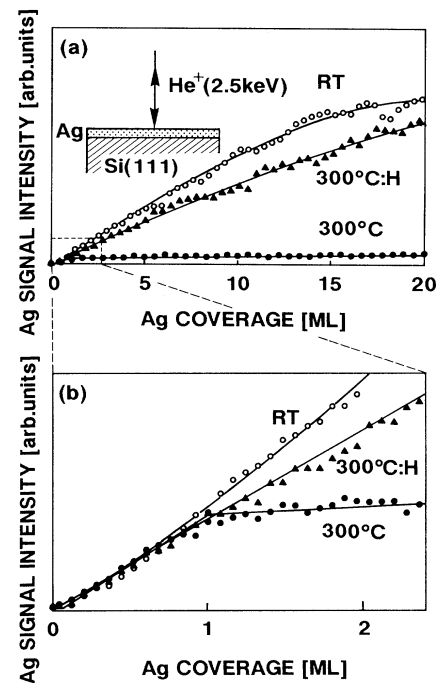 (a)
He+(2.5keV)
RT
Ag
Si(111)
300°C:H
300°C
Ag SIGNAL INTENSITY [arb.units]
0 5 10 15 20
Ag COVERAGE [ML]
(b)
RT
300°C:H
300°C
Ag SIGNAL INTENSITY [arb.units]
0 1 2
Ag COVERAGE [ML]